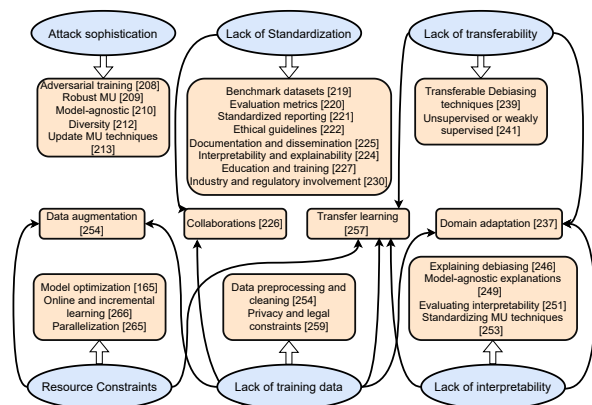 Attack sophistication
Lack of Standardization
Lack of transferability
Adversarial training [208]
Robust MU [209]
Model-agnostic [210]
Diversity [212]
Update MU techniques
[213]
Benchmark datasets [219]
Evaluation metrics [220]
Standardized reporting [221]
Ethical guidelines [222]
Documentation and dissemination [225]
Interpretability and explainability [224]
Education and training [227]
Industry and regulatory involvement [230]
Transferable Debiasing
techniques [239]
Unsupervised or weakly
supervised [241]
Data augmentation
[254]
Collaborations [226]
Transfer learning
[257]
Domain adaptation [237]
Model optimization [165]
Online and incremental
learning [266]
Parallelization [265]
Data preprocessing and
cleaning [254]
Privacy and legal
constraints [259]
Explaining debiasing [246]
Model-agnostic explanations
[249]
Evaluating interpretability [251]
Standardizing MU techniques
[253]
Resource Constraints
Lack of training data
Lack of interpretability